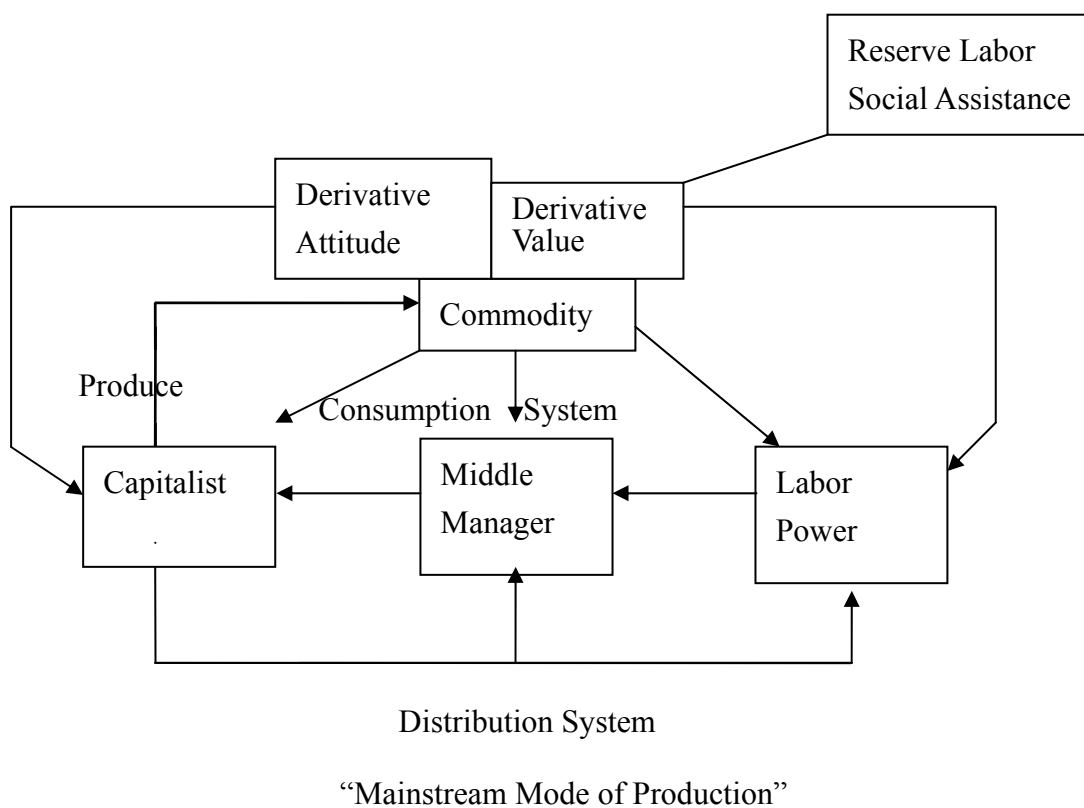 Reserve Labor
Social Assistance
Derivative
Attitude
Derivative
Value
Commodity
Produce
Consumption System
Capitalist
.
Middle
Manager
Labor
Power
Distribution System
“Mainstream Mode of Production”